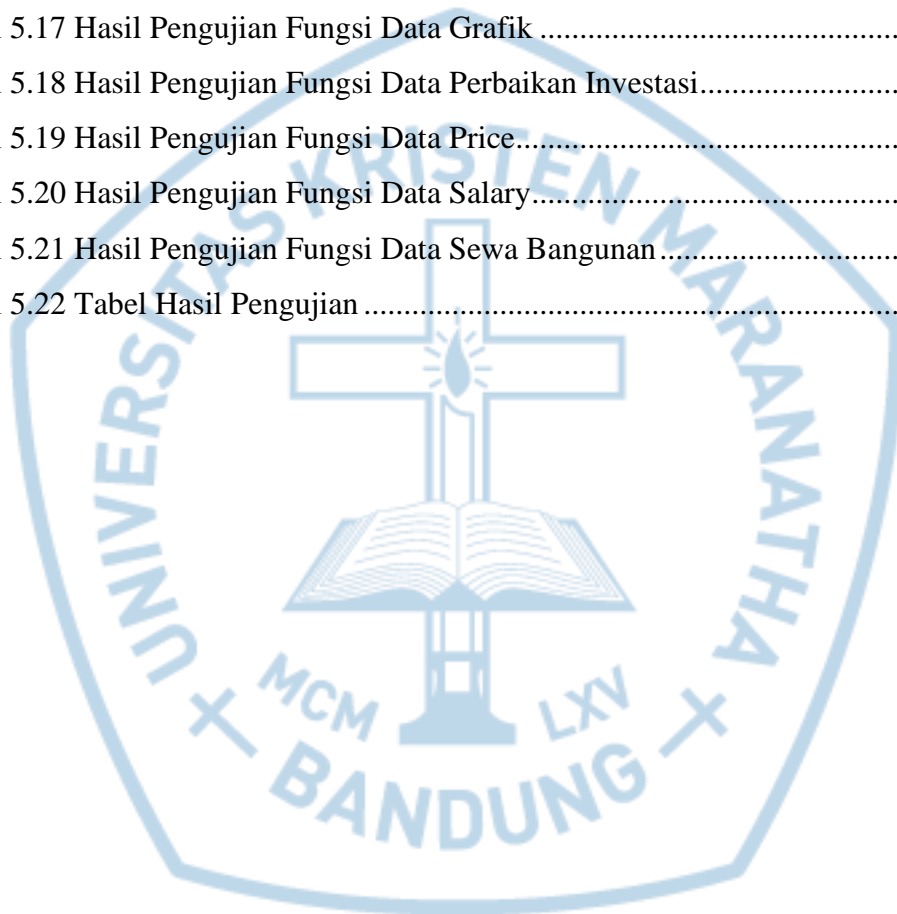 5.17 Hasil Pengujian Fungsi Data Grafik ........................................
5.18 Hasil Pengujian Fungsi Data Perbaikan Investasi........................
5.19 Hasil Pengujian Fungsi Data Price..............................................
5.20 Hasil Pengujian Fungsi Data Salary............................................
5.21 Hasil Pengujian Fungsi Data Sewa Bangunan............................
5.22 Tabel Hasil Pengujian ................................................................
UNIVERSITAS KRISTEN MARANATHA
MCM LXV
BANDUNG